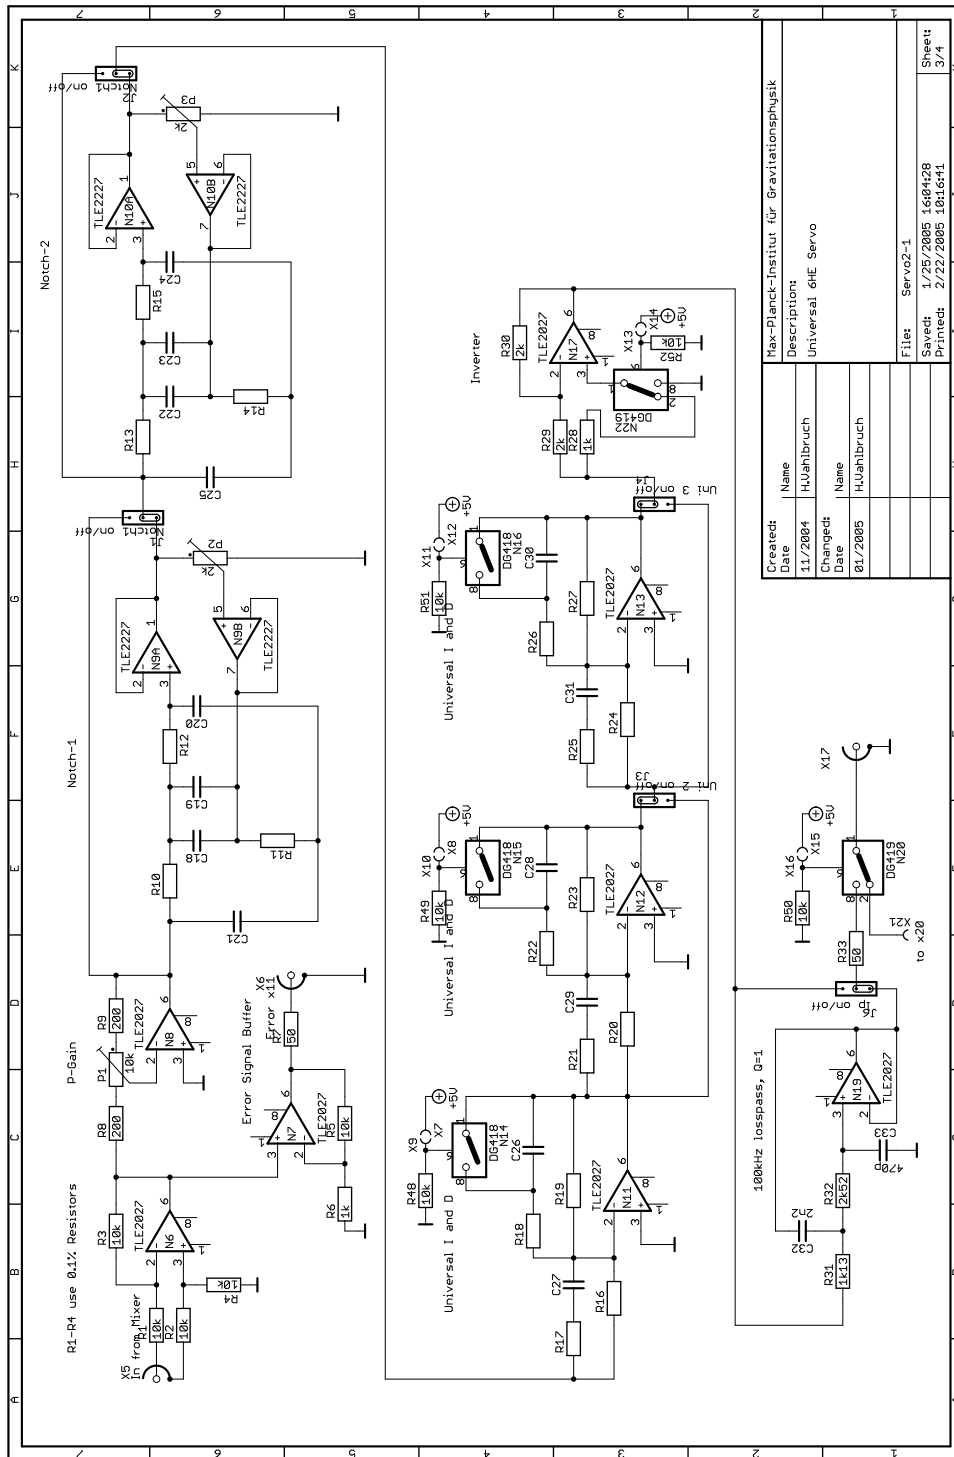 R1-R4 use 0.1% Resistors
X5
In from Mixer
R1
10k
R2
10k
R3
10k
R4
10k
TLE2027
N6
R8
200
P-Gain
P1
10k
R9
200
TLE2027
N8
Error Signal Buffer
N7
TLE2027
R5
10k
R6
1k
R7
50
X6
Error x11
Notch-1
R10
C21
C18
R11
C19
R12
C20
TLE2227
N9A
N9B
TLE2227
P2
2k
J1
Notch1
on/off
Notch-2
R13
C25
C22
R14
C23
R15
C24
TLE2227
N10A
N10B
TLE2227
P3
2k
J2
Notch1
on/off
Universal I and D
R48
10k
X9
X7
+5V
DG418
N14
R17
R16
C27
R18
C26
R19
TLE2027
N11
Universal I and D
R49
10k
X10
X8
+5V
DG418
N15
R21
R20
C29
R22
C28
R23
TLE2027
N12
J3
Uni 2 on/off
Universal I and D
R51
10k
X11
X12
+5V
DG418
N16
R25
R24
C31
R26
C30
R27
TLE2027
N13
J4
Uni 3 on/off
Inverter
R29
2k
R28
1k
R30
2k
TLE2027
N17
N22
DG419
X13
X14
+5V
R52
10k
100kHz losspass, Q=1
R31
1k13
R32
2k52
C32
2n2
C33
470p
N19
TLE2027
J6
lp on/off
R33
50
R50
10k
X16
X15
+5V
DG419
N20
X21
to x20
X17
Created:
Date Name
11/2004 H.Vahlbruch
Changed:
Date Name
01/2005 H.Vahlbruch
Max-Planck-Institut für Gravitationsphysik
Description:
Universal 6HE Servo
File: Servo2-1
Saved: 1/25/2005 16:04:28
Printed: 2/22/2005 10:16:41
Sheet: 3/4